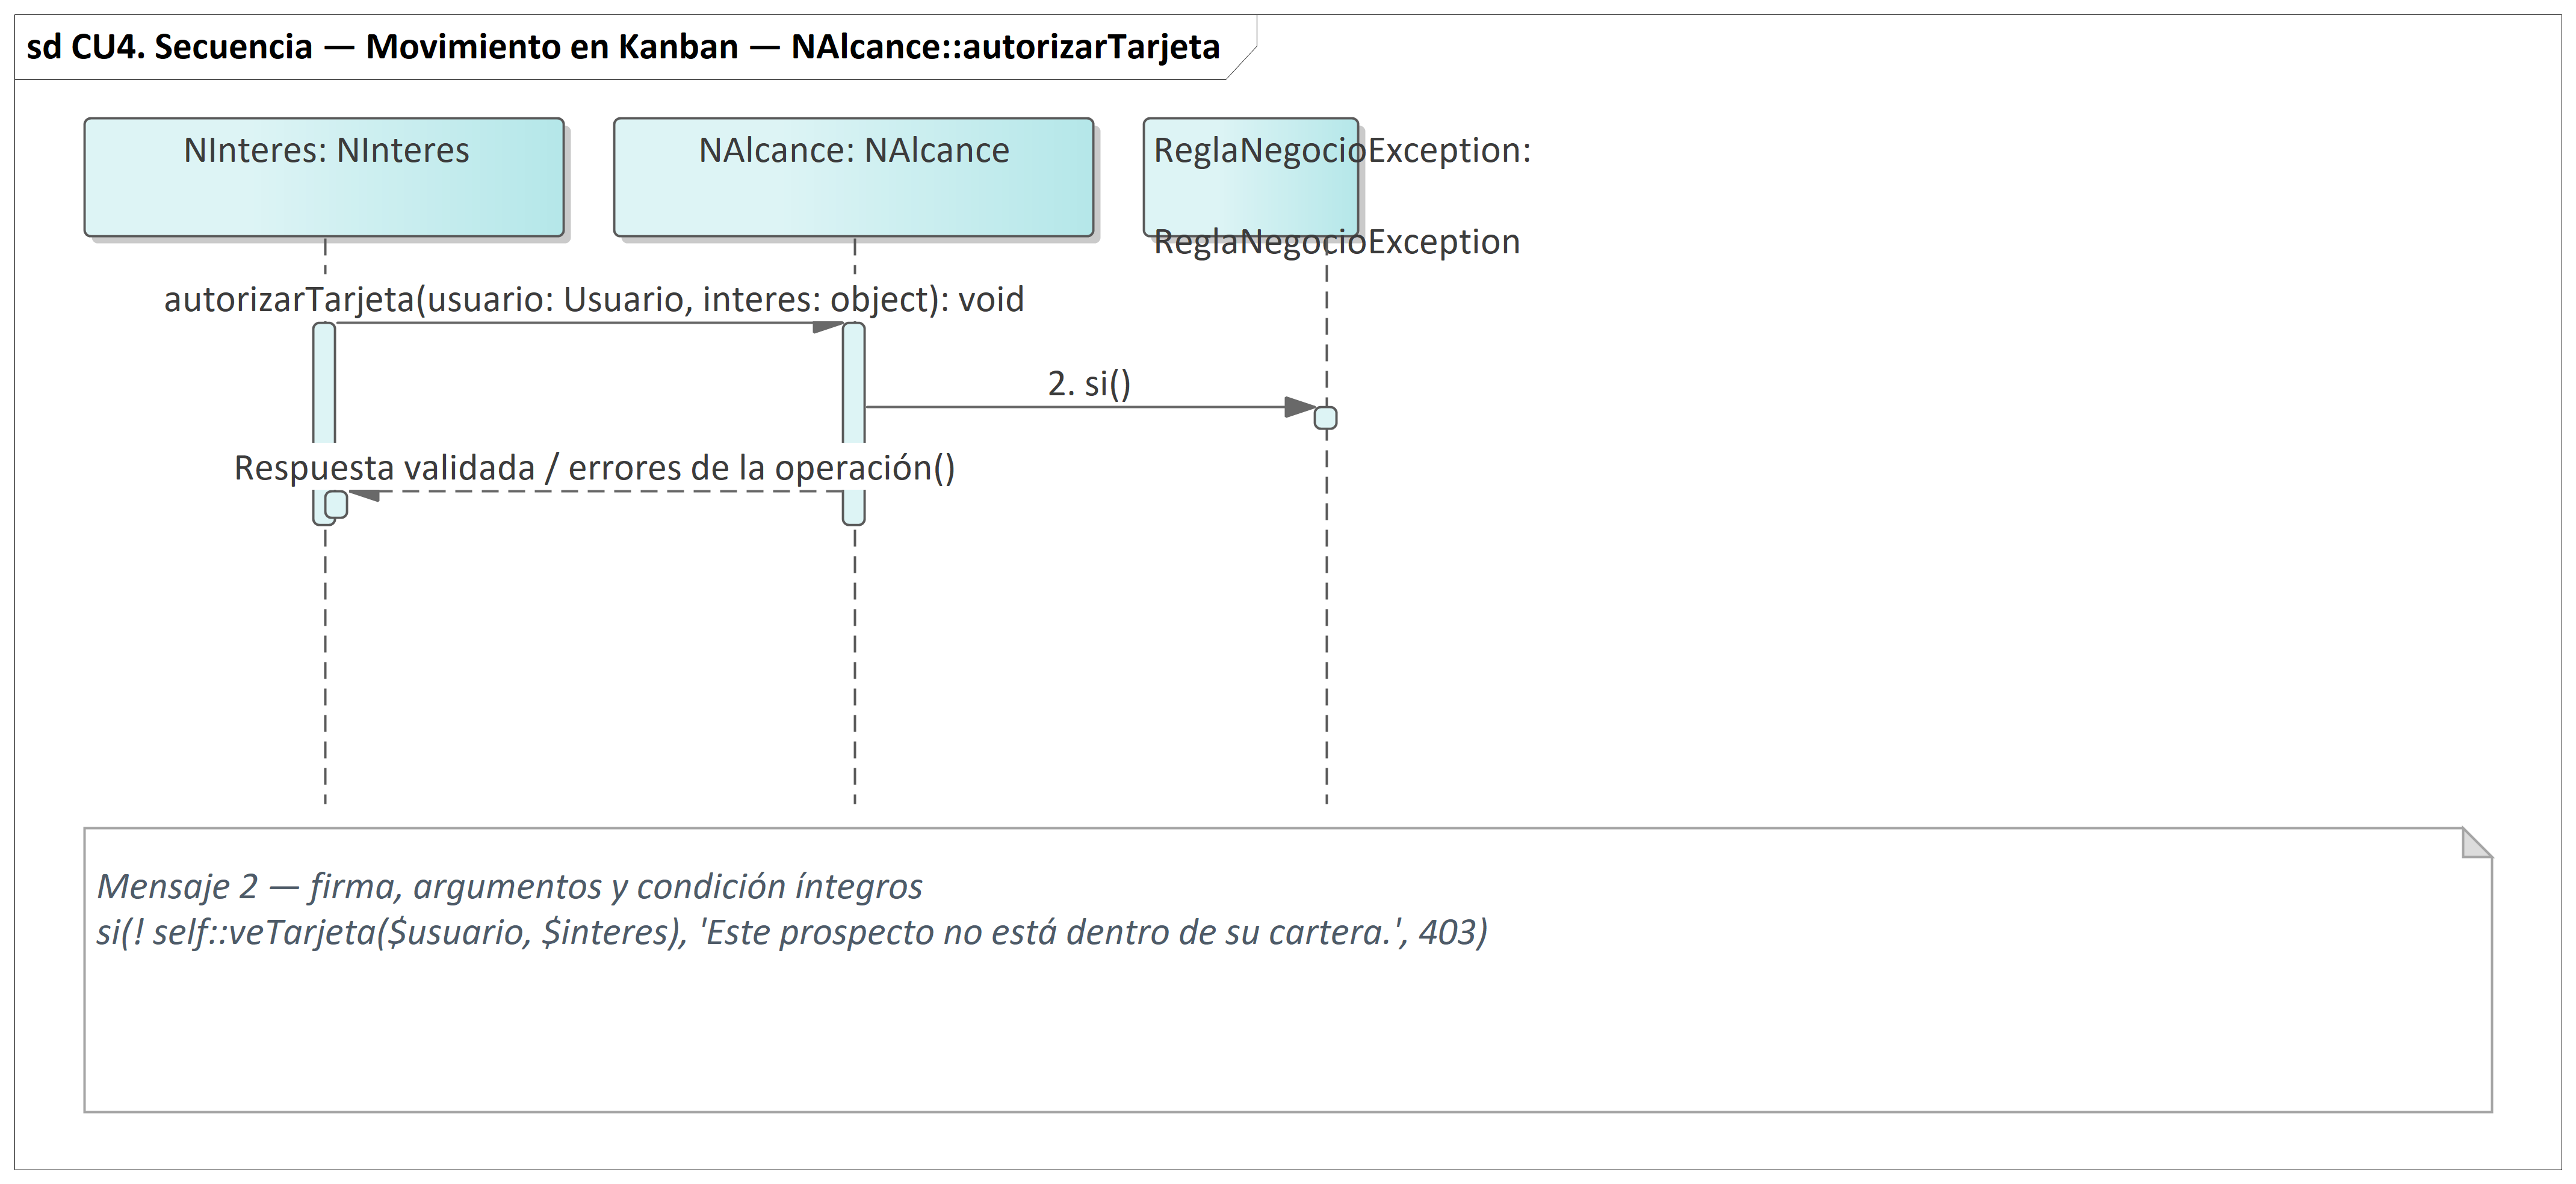 sd CU4. Secuencia — Movimiento en Kanban — NAlcance::autorizarTarjeta
NInteres: NInteres
NAlcance: NAlcance
ReglaNegocioException:
ReglaNegocioException
autorizarTarjeta(usuario: Usuario, interes: object): void
2. si()
Respuesta validada / errores de la operación()
Mensaje 2 — firma, argumentos y condición íntegros
si(! self::veTarjeta($usuario, $interes), 'Este prospecto no está dentro de su cartera.', 403)